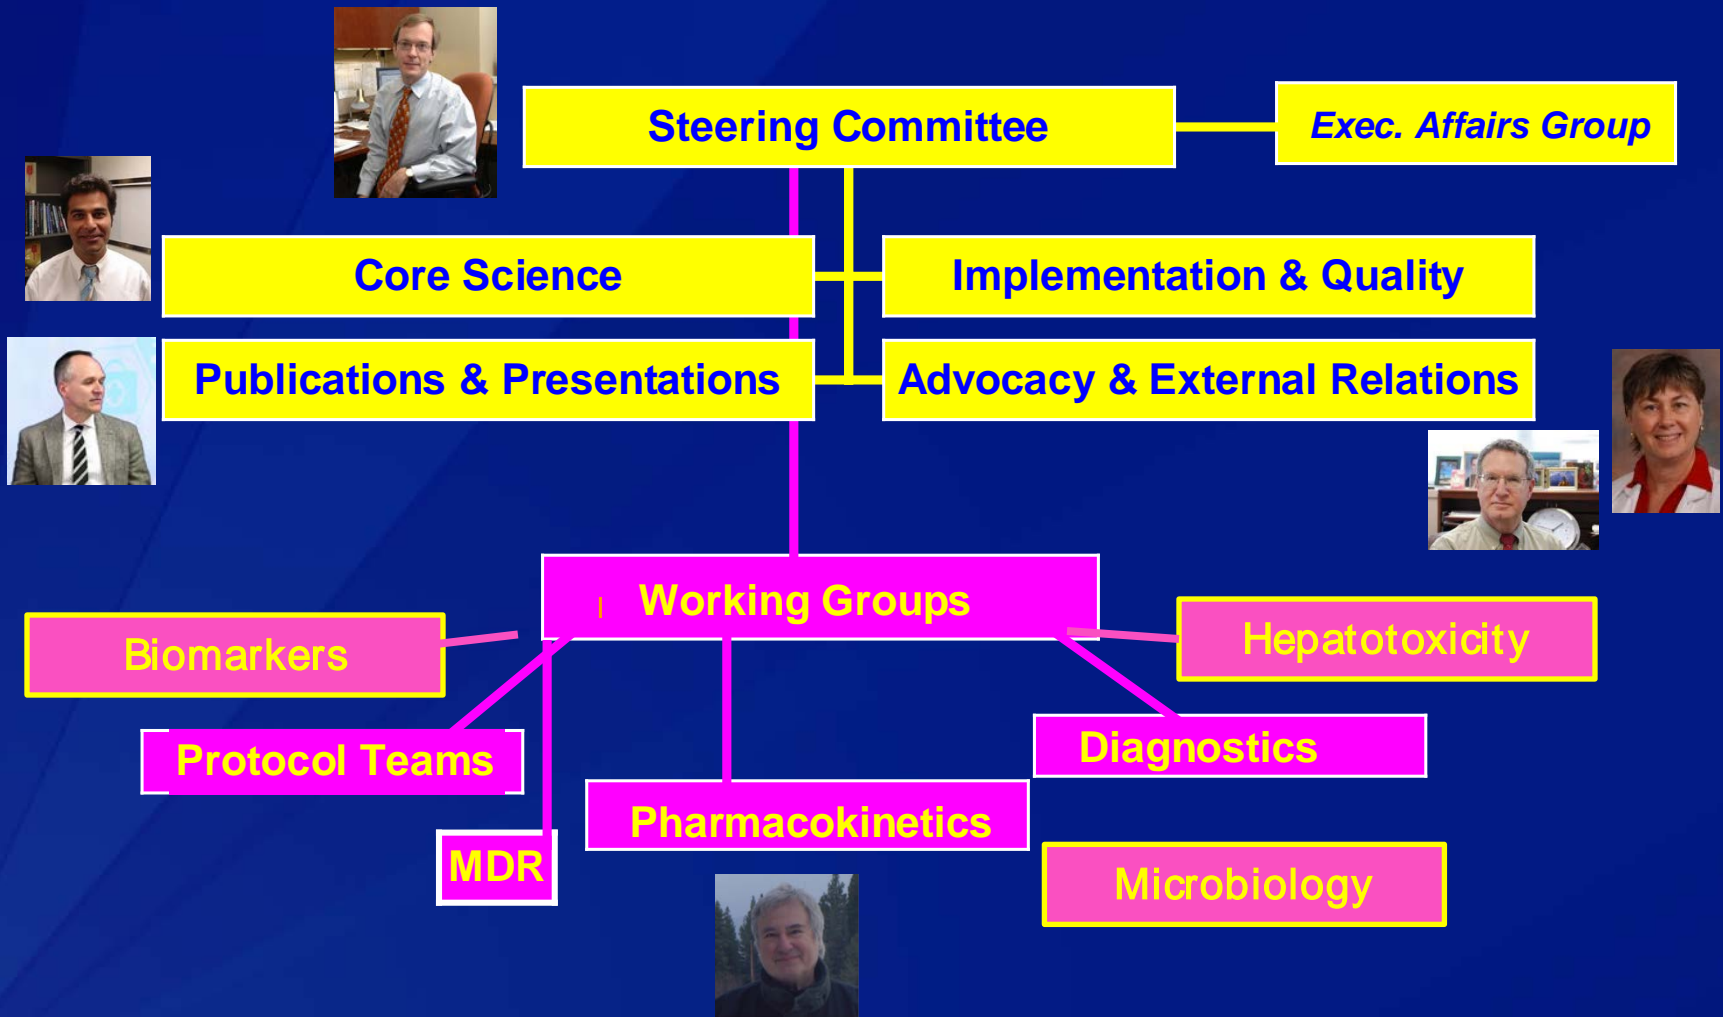 Steering Committee
Exec. Affairs Group
Core Science
Implementation & Quality
Publications & Presentations
Advocacy & External Relations
Working Groups
Biomarkers
Hepatotoxicity
Protocol Teams
Diagnostics
Pharmacokinetics
MDR
Microbiology